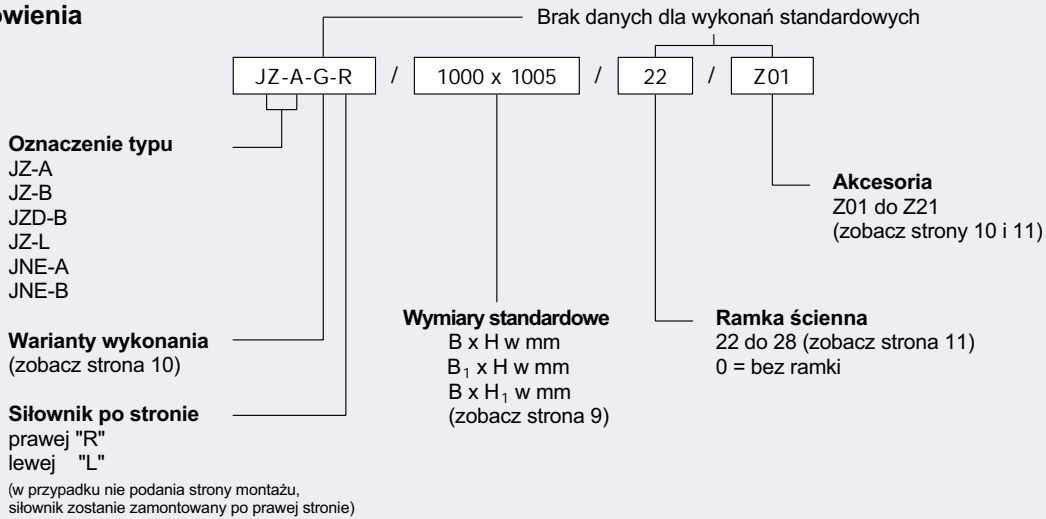 Brak danych dla wykonań standardowych
JZ-A-G-R / 1000 x 1005 / 22 / Z01
Oznaczenie typu
JZ-A
JZ-B
JZD-B
JZ-L
JNE-A
JNE-B
Warianty wykonania
(zobacz strona 10)
Siłownik po stronie
prawej "R"
lewej "L"
(w przypadku nie podania strony montażu,
siłownik zostanie zamontowany po prawej stronie)
Wymiary standardowe
B x H w mm
B₁ x H w mm
B x H₁ w mm
(zobacz strona 9)
Ramka ścienna
22 do 28 (zobacz strona 11)
0 = bez ramki
Akcesoria
Z01 do Z21
(zobacz strony 10 i 11)